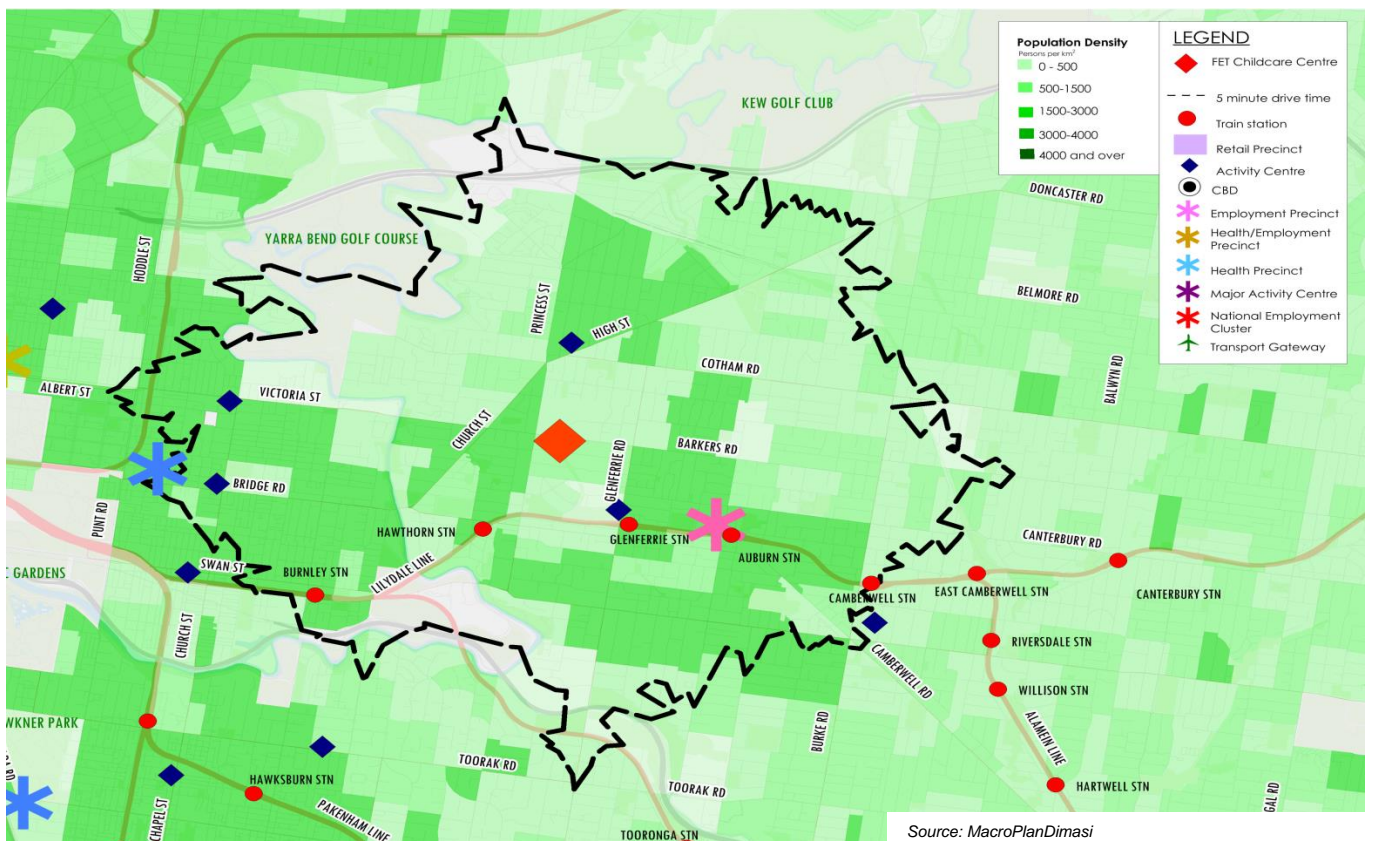 Population Density
Persons per km²
0 - 500
500-1500
1500-3000
3000-4000
4000 and over
LEGEND
FET Childcare Centre
5 minute drive time
Train station
Retail Precinct
Activity Centre
CBD
Employment Precinct
Health/Employment
Precinct
Health Precinct
Major Activity Centre
National Employment
Cluster
Transport Gateway
KEW GOLF CLUB
DONCASTER RD
YARRA BEND GOLF COURSE
HODDLE ST
PRINCESS ST
HIGH ST
BELMORE RD
BALWYN RD
COTHAM RD
ALBERT ST
VICTORIA ST
CHURCH ST
BARKERS RD
GLENFERRIE RD
BRIDGE RD
PUNT RD
HAWTHORN STN
GLENFERRIE STN
AUBURN STN
CANTERBURY RD
SWAN ST
BURNLEY STN
LILYDALE LINE
C GARDENS
CAMBERWELL STN
EAST CAMBERWELL STN
CANTERBURY STN
CHURCH ST
RIVERSDALE STN
CAMBERWELL RD
WILLISON STN
WKNER PARK
BURKE RD
ALAMEIN LINE
TOORAK RD
TOORAK RD
HAWKSBURN STN
HARTWELL STN
CHAPEL ST
PAKENHAM LINE
TOORONGA STN
GAL RD
Source: MacroPlanDimasi